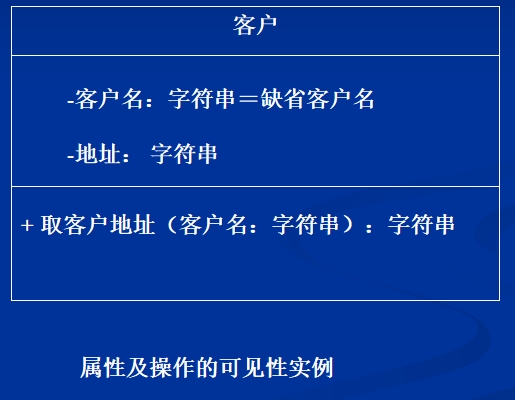 客户
-客户名：字符串＝缺省客户名
-地址： 字符串
+ 取客户地址（客户名：字符串）：字符串
属性及操作的可见性实例